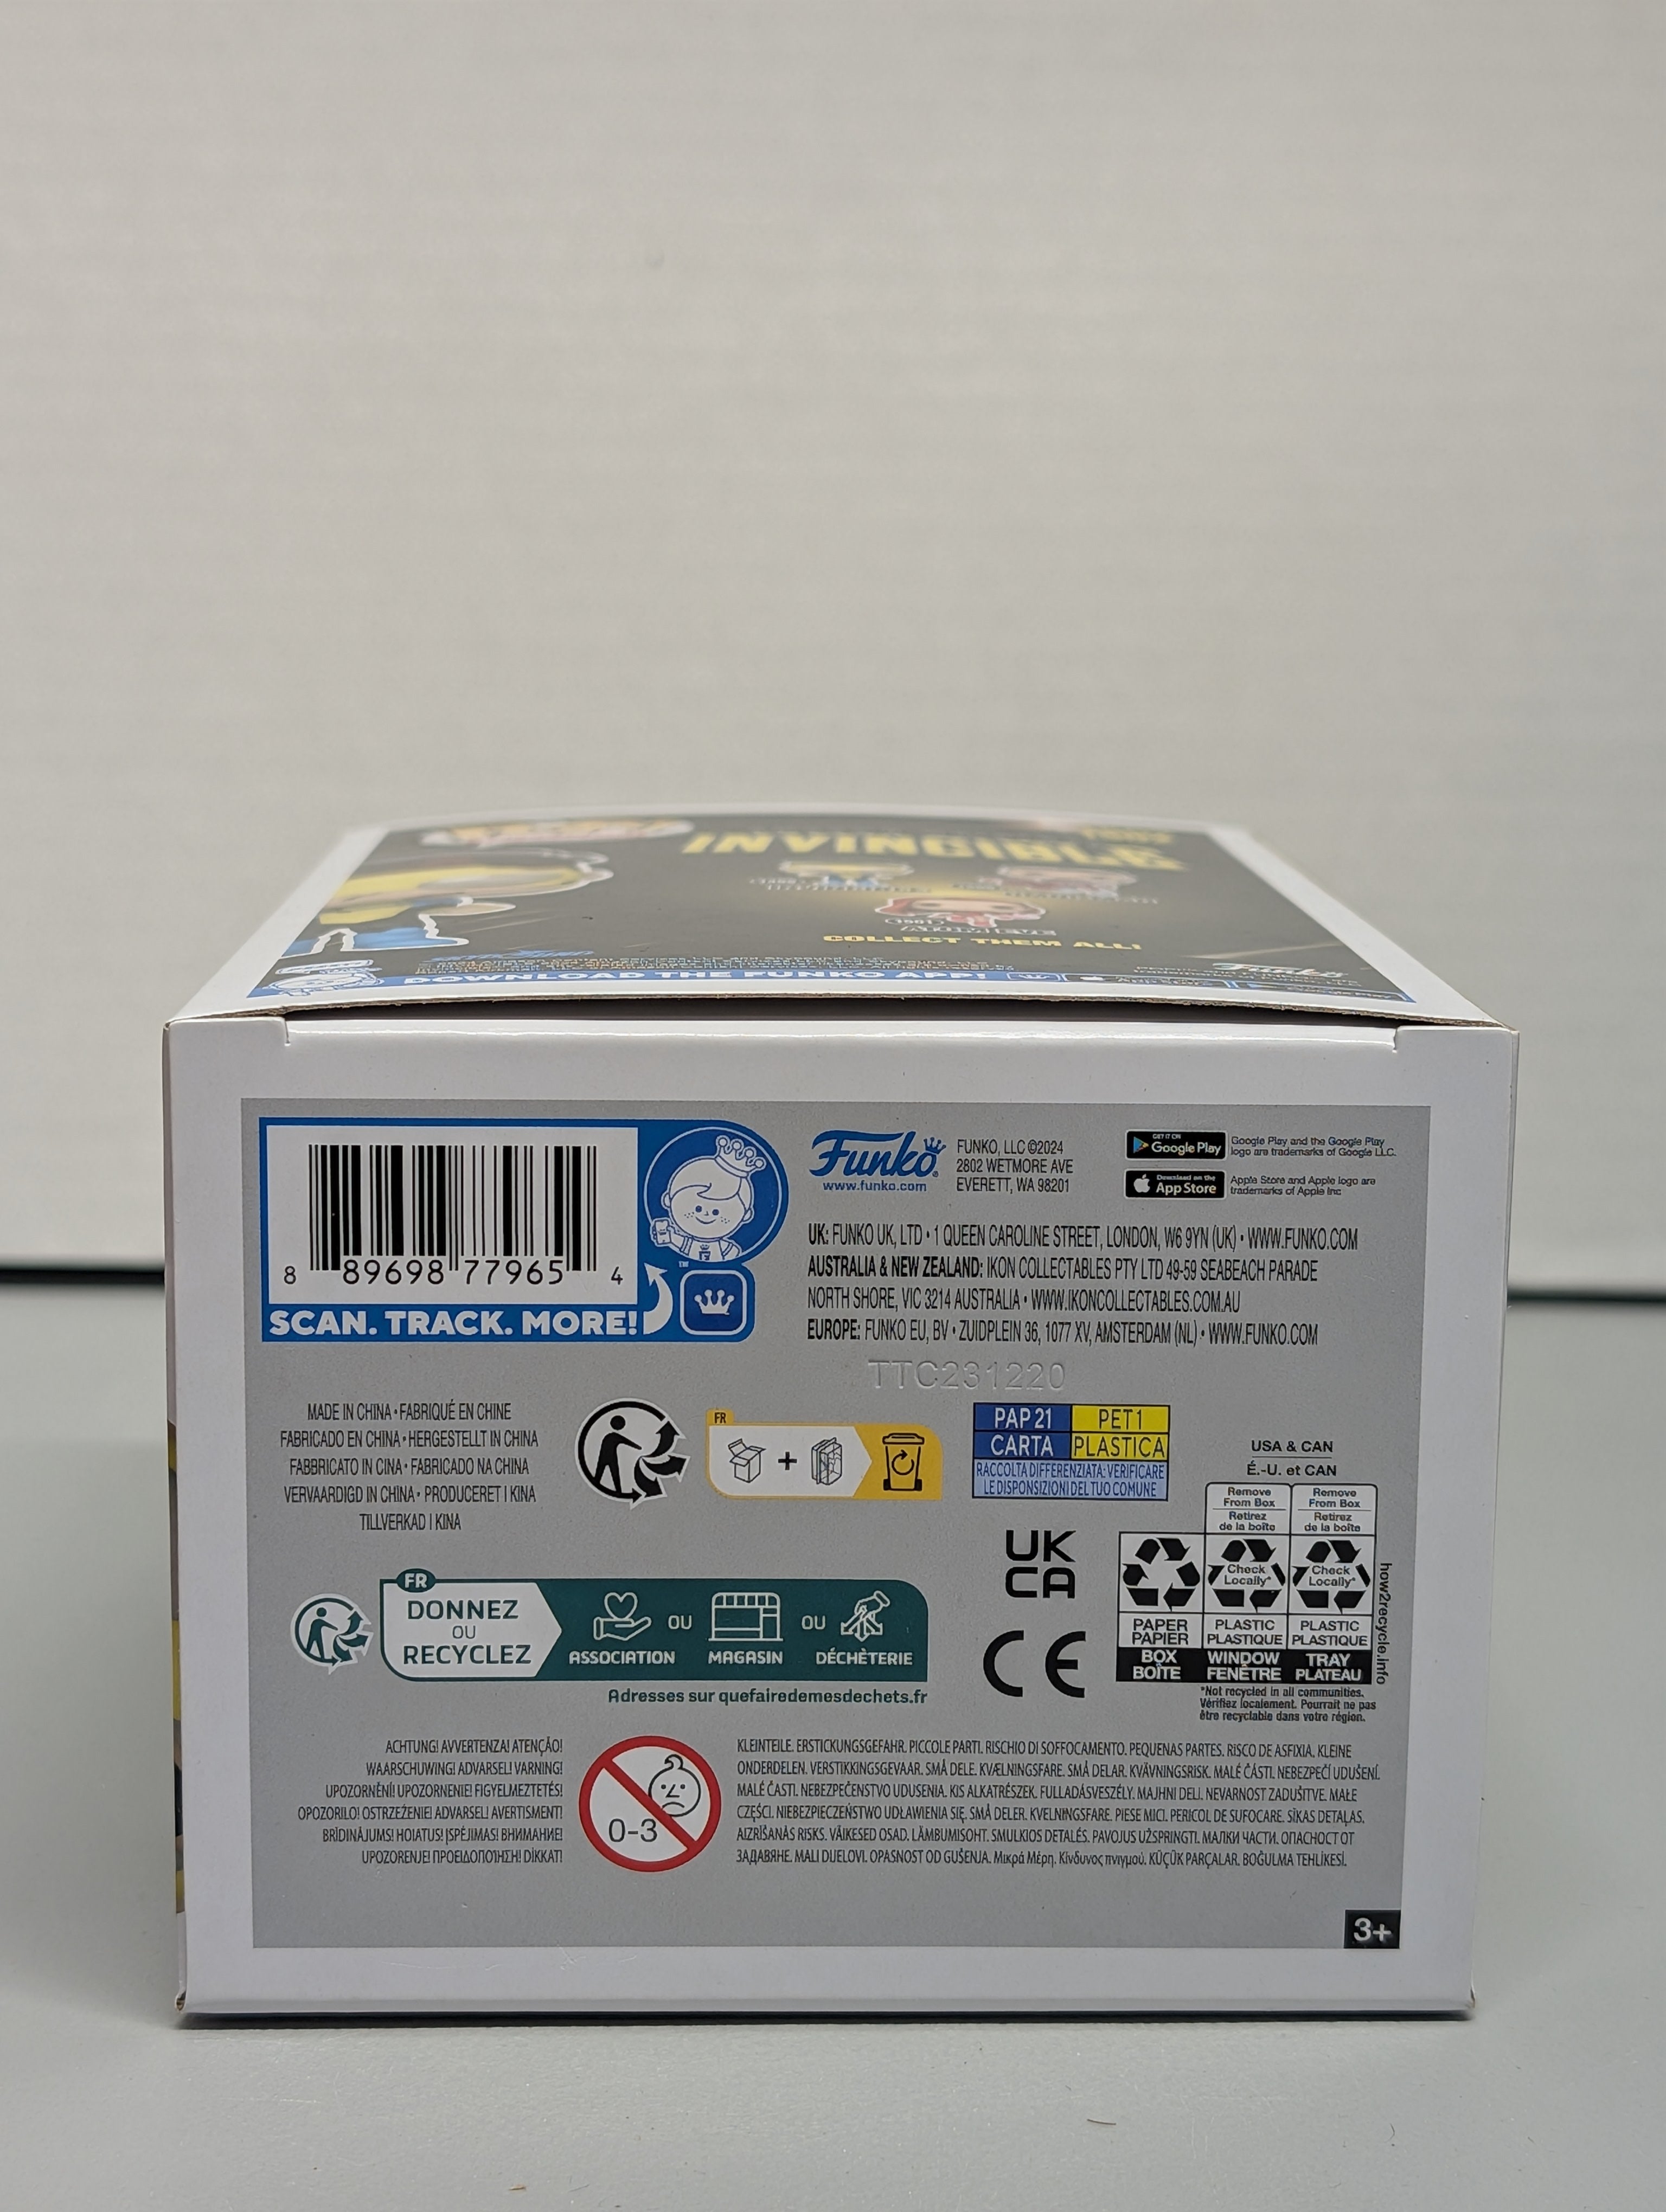 INVINCIBLE
ATOM EVE
COLLECT THEM ALL!
DOWNLOAD THE FUNKO APP!
Funko
8 89698 77965 4
SCAN. TRACK. MORE!
™
Funko
www.funko.com
FUNKO, LLC ©2024
2802 WETMORE AVE
EVERETT, WA 98201
GET IT ON
Google Play
Google Play and the Google Play
logo are trademarks of Google LLC.
Download on the
App Store
Apple Store and Apple logo are
trademarks of Apple Inc
UK: FUNKO UK, LTD • 1 QUEEN CAROLINE STREET, LONDON, W6 9YN (UK) • WWW.FUNKO.COM
AUSTRALIA & NEW ZEALAND: IKON COLLECTABLES PTY LTD 49-59 SEABEACH PARADE
NORTH SHORE, VIC 3214 AUSTRALIA • WWW.IKONCOLLECTABLES.COM.AU
EUROPE: FUNKO EU, BV • ZUIDPLEIN 36, 1077 XV, AMSTERDAM (NL) • WWW.FUNKO.COM
TTC231220
MADE IN CHINA • FABRIQUÉ EN CHINE
FABRICADO EN CHINA • HERGESTELLT IN CHINA
FABBRICATO IN CINA • FABRICADO NA CHINA
VERVAARDIGD IN CHINA • PRODUCERET I KINA
TILLVERKAD I KINA
FR
+
PAP 21 PET 1
CARTA PLASTICA
RACCOLTA DIFFERENZIATA: VERIFICARE
LE DISPONSIZIONI DEL TUO COMUNE
USA & CAN
É.-U. et CAN
Remove
From Box
Retirez
de la boîte
Remove
From Box
Retirez
de la boîte
Check
Locally*
Check
Locally*
PAPER
PAPIER
PLASTIC
PLASTIQUE
PLASTIC
PLASTIQUE
BOX
BOÎTE
WINDOW
FENÊTRE
TRAY
PLATEAU
how2recycle.info
*Not recycled in all communities.
Vérifiez localement. Pourrait ne pas
être recyclable dans votre région.
UK
CA
CE
FR
DONNEZ
OU
RECYCLEZ
ASSOCIATION OU MAGASIN OU DÉCHÈTERIE
Adresses sur quefairedemesdechets.fr
ACHTUNG! AVVERTENZA! ATENÇÃO!
WAARSCHUWING! ADVARSEL! VARNING!
UPOZORNĚNÍ! UPOZORNENIE! FIGYELMEZTETÉS!
OPOZORILO! OSTRZEŻENIE! ADVARSEL! AVERTISMENT!
BRĪDINĀJUMS! HOIATUS! ĮSPĖJIMAS! ВНИМАНИЕ!
UPOZORENJE! ΠΡΟΕΙΔΟΠΟΊΗΣΗ! DİKKAT!
0-3
KLEINTEILE. ERSTICKUNGSGEFAHR. PICCOLE PARTI. RISCHIO DI SOFFOCAMENTO. PEQUENAS PARTES. RISCO DE ASFIXIA. KLEINE
ONDERDELEN. VERSTIKKINGSGEVAAR. SMÅ DELE. KVÆLNINGSFARE. SMÅ DELAR. KVÄVNINGSRISK. MALÉ ČÁSTI. NEBEZPEČÍ UDUŠENÍ.
MALÉ ČASTI. NEBEZPEČENSTVO UDUSENIA. KIS ALKATRÉSZEK. FULLADÁSVESZÉLY. MAJHNI DELI. NEVARNOST ZADUŠITVE. MAŁE
CZĘŚCI. NIEBEZPIECZEŃSTWO UDŁAWIENIA SIĘ. SMÅ DELER. KVELNINGSFARE. PIESE MICI. PERICOL DE SUFOCARE. SĪKAS DETAĻAS.
AIZRĪŠANĀS RISKS. VÄIKESED OSAD. LÄMBUMISOHT. SMULKIOS DETALĖS. PAVOJUS UŽSPRINGTI. МАЛКИ ЧАСТИ. ОПАСНОСТ ОТ
ЗАДАВЯНЕ. MALI DIJELOVI. OPASNOST OD GUŠENJA. Μικρά Μέρη. Κίνδυνος πνιγμού. KÜÇÜK PARÇALAR. BOĞULMA TEHLİKESİ.
3+